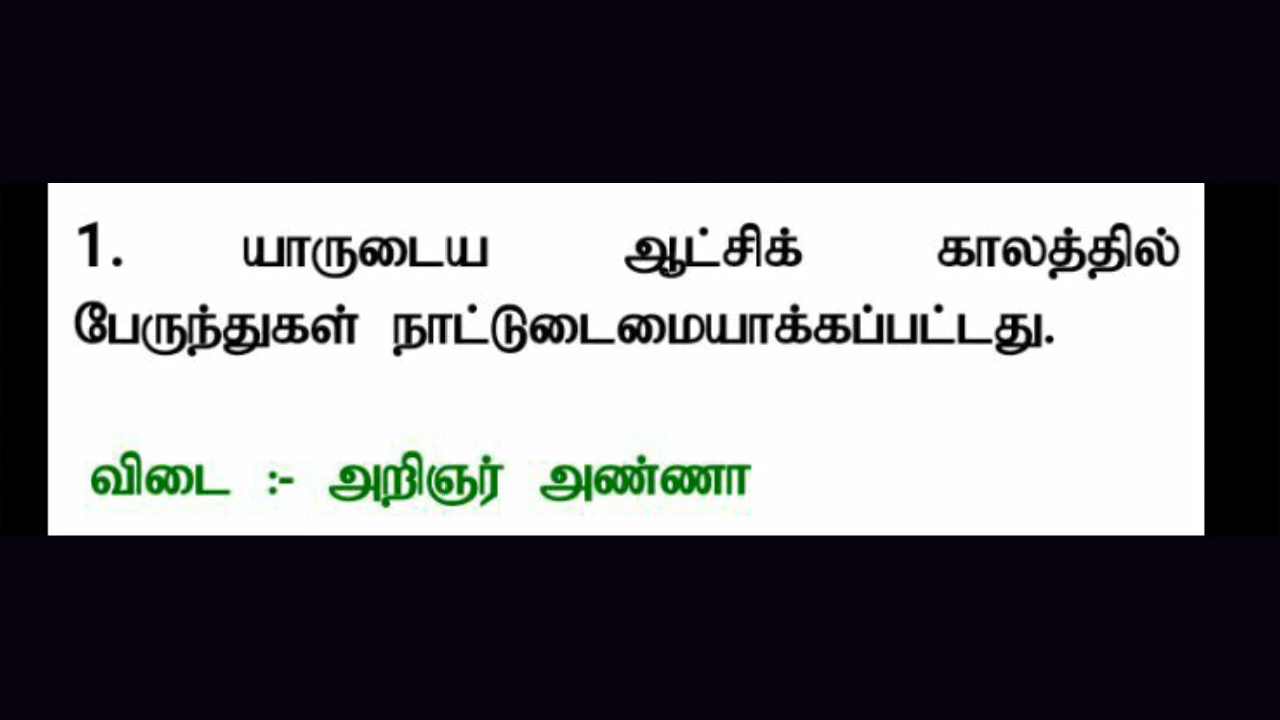 1. யாருடைய ஆட்சிக் காலத்தில்
பேருந்துகள் நாட்டுடைமையாக்கப்பட்டது.
விடை :- அறிஞர் அண்ணா